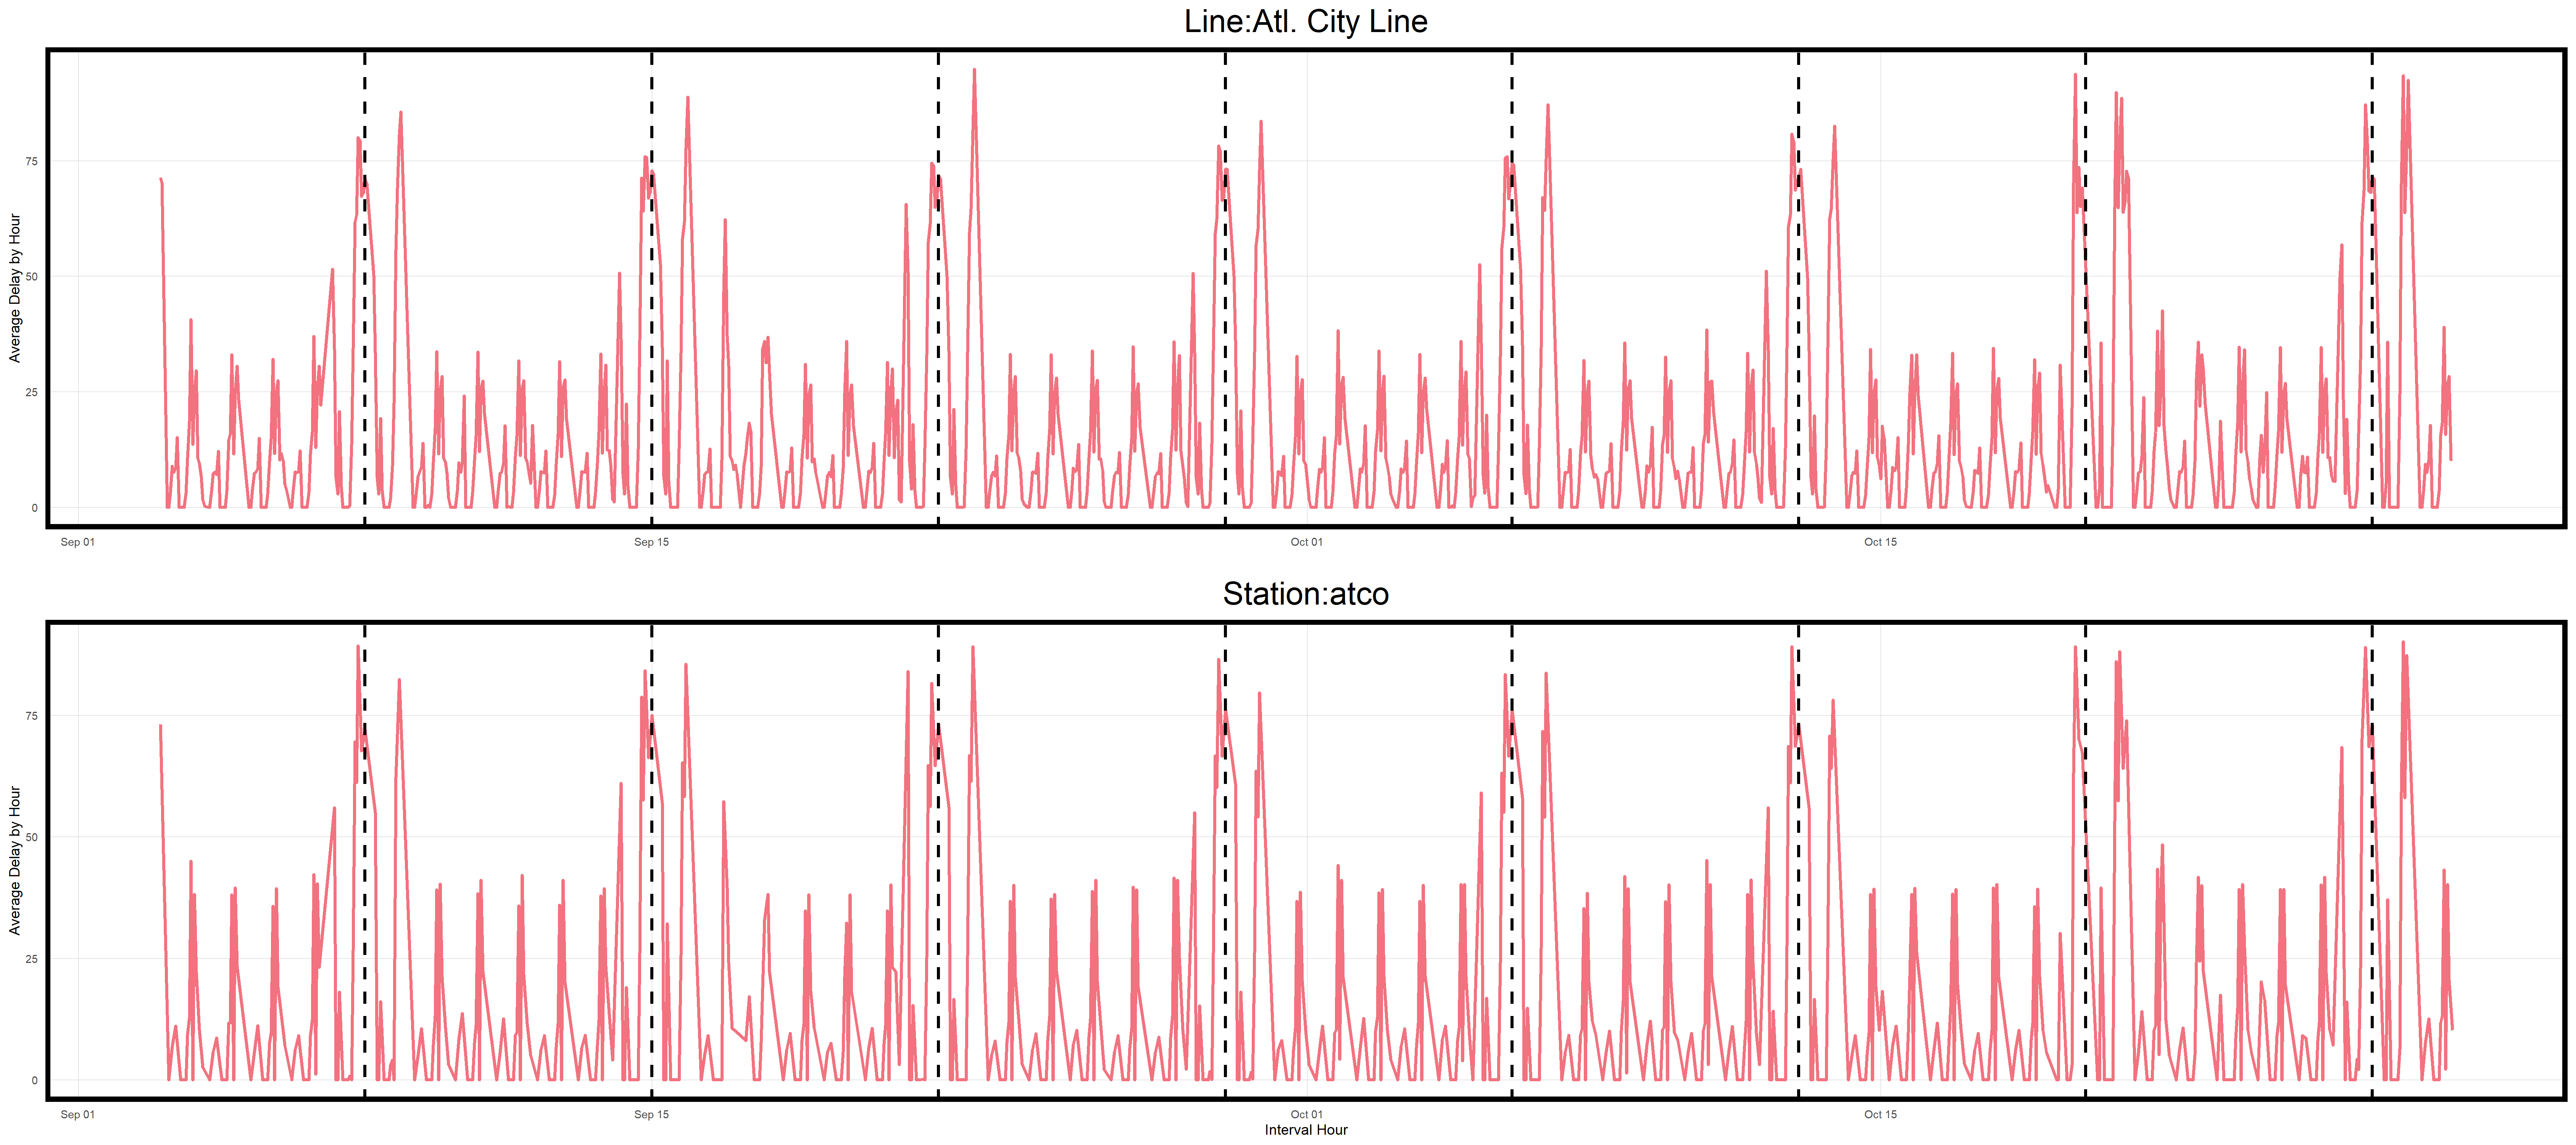 Line:Atl. City Line
Average Delay by Hour
75
50
25
0
Sep 01
Sep 15
Oct 01
Oct 15
Station:atco
Average Delay by Hour
75
50
25
0
Sep 01
Sep 15
Oct 01
Oct 15
Interval Hour